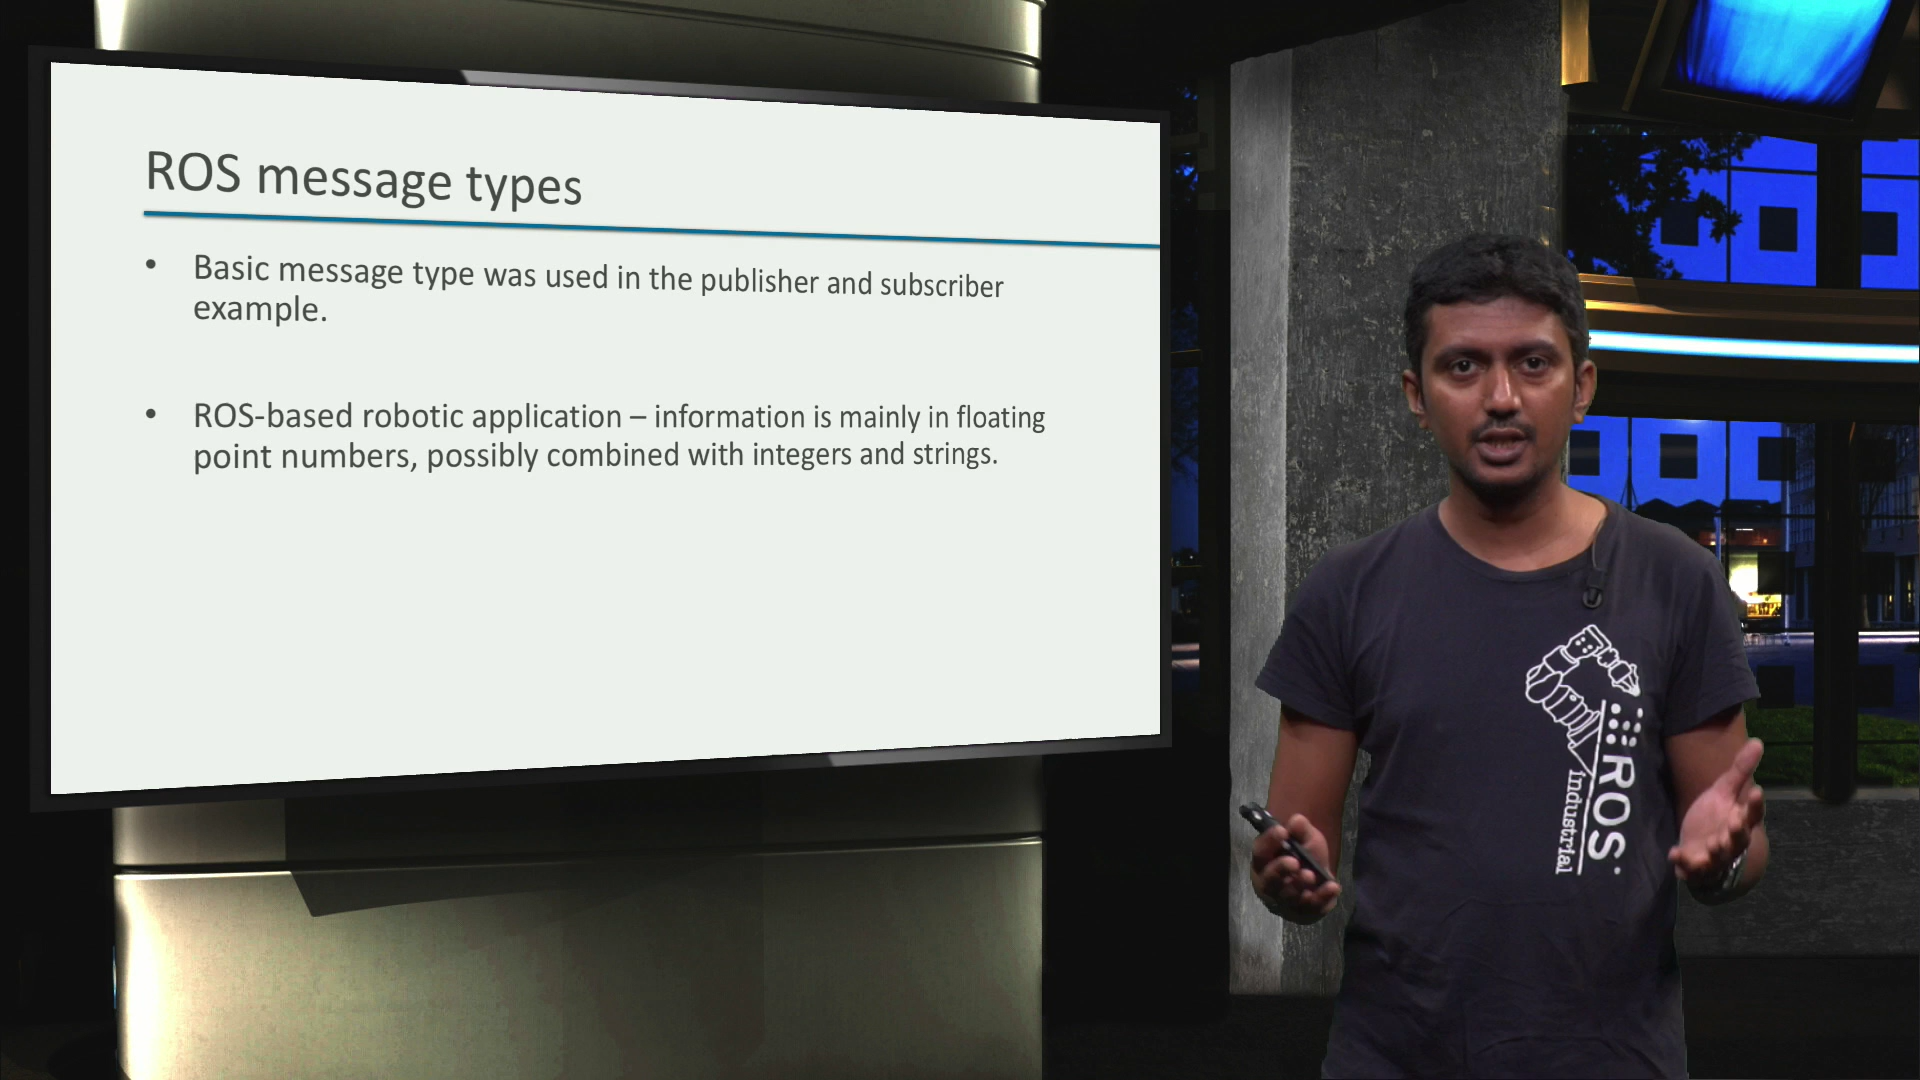 ROS message types
• Basic message type was used in the publisher and subscriber
example.
• ROS-based robotic application – information is mainly in floating
point numbers, possibly combined with integers and strings.
ROS
Industrial